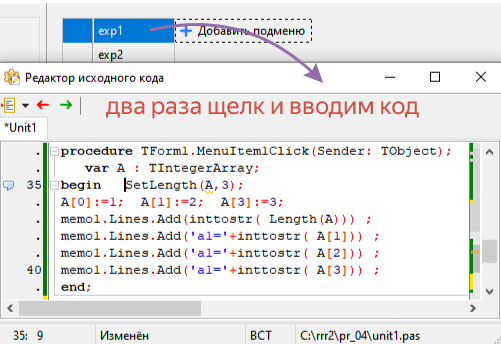 exp1
+ Добавить подменю
exp2
Редактор исходного кода
два раза щелк и вводим код
*Unit1
. procedure TForm1.MenuItem1Click(Sender: TObject);
. var A : TIntegerArray;
35 begin SetLength(A,3);
. A[0]:=1; A[1]:=2; A[3]:=3;
. memo1.Lines.Add(inttostr( Length(A))) ;
. memo1.Lines.Add('a1='+inttostr( A[1])) ;
. memo1.Lines.Add('a1='+inttostr( A[2])) ;
40 memo1.Lines.Add('a1='+inttostr( A[3])) ;
. end;
35: 9 Изменён ВСТ C:\rrr2\pr_04\unit1.pas